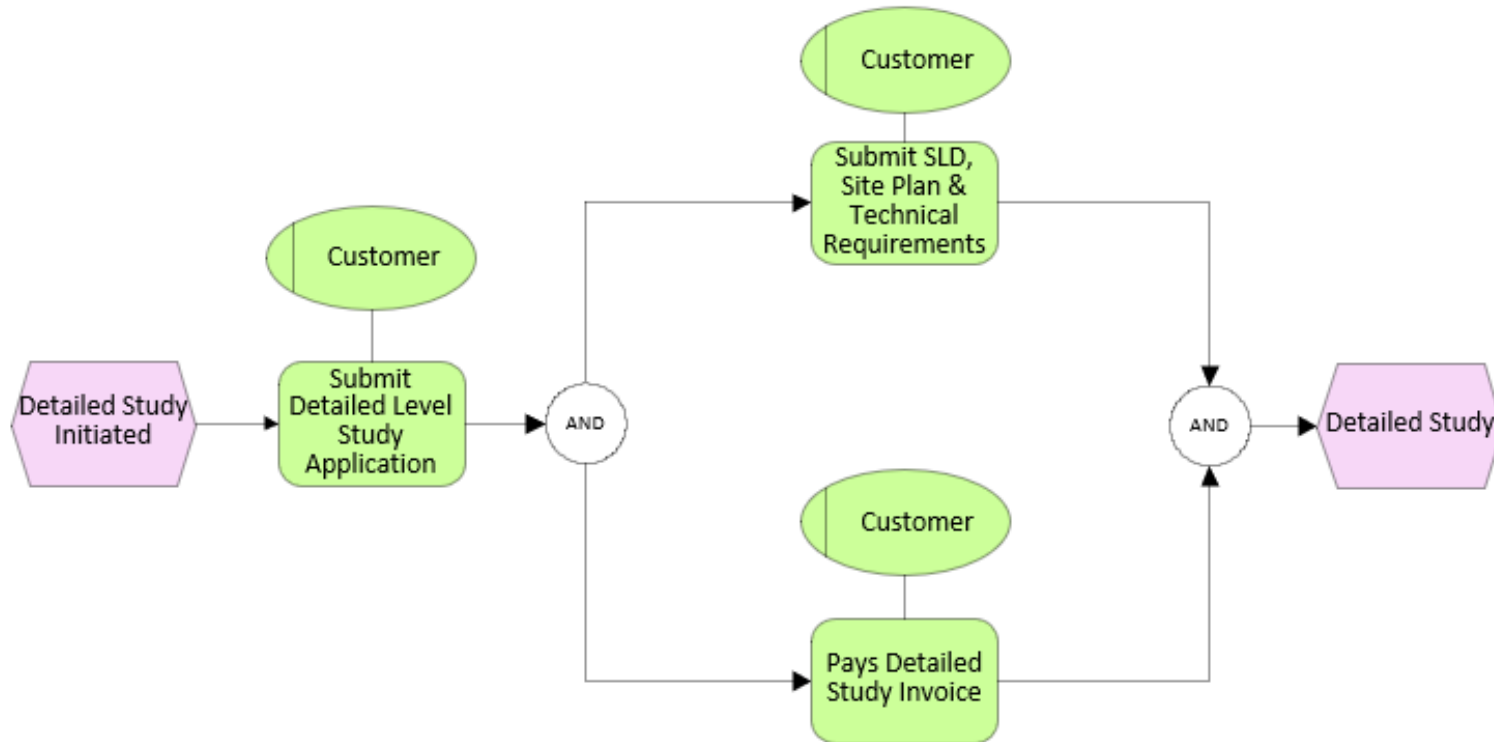 Customer
Submit SLD,
Site Plan &
Technical
Requirements
Customer
Detailed Study
Initiated
Submit
Detailed Level
Study
Application
AND
AND
Detailed Study
Customer
Pays Detailed
Study Invoice